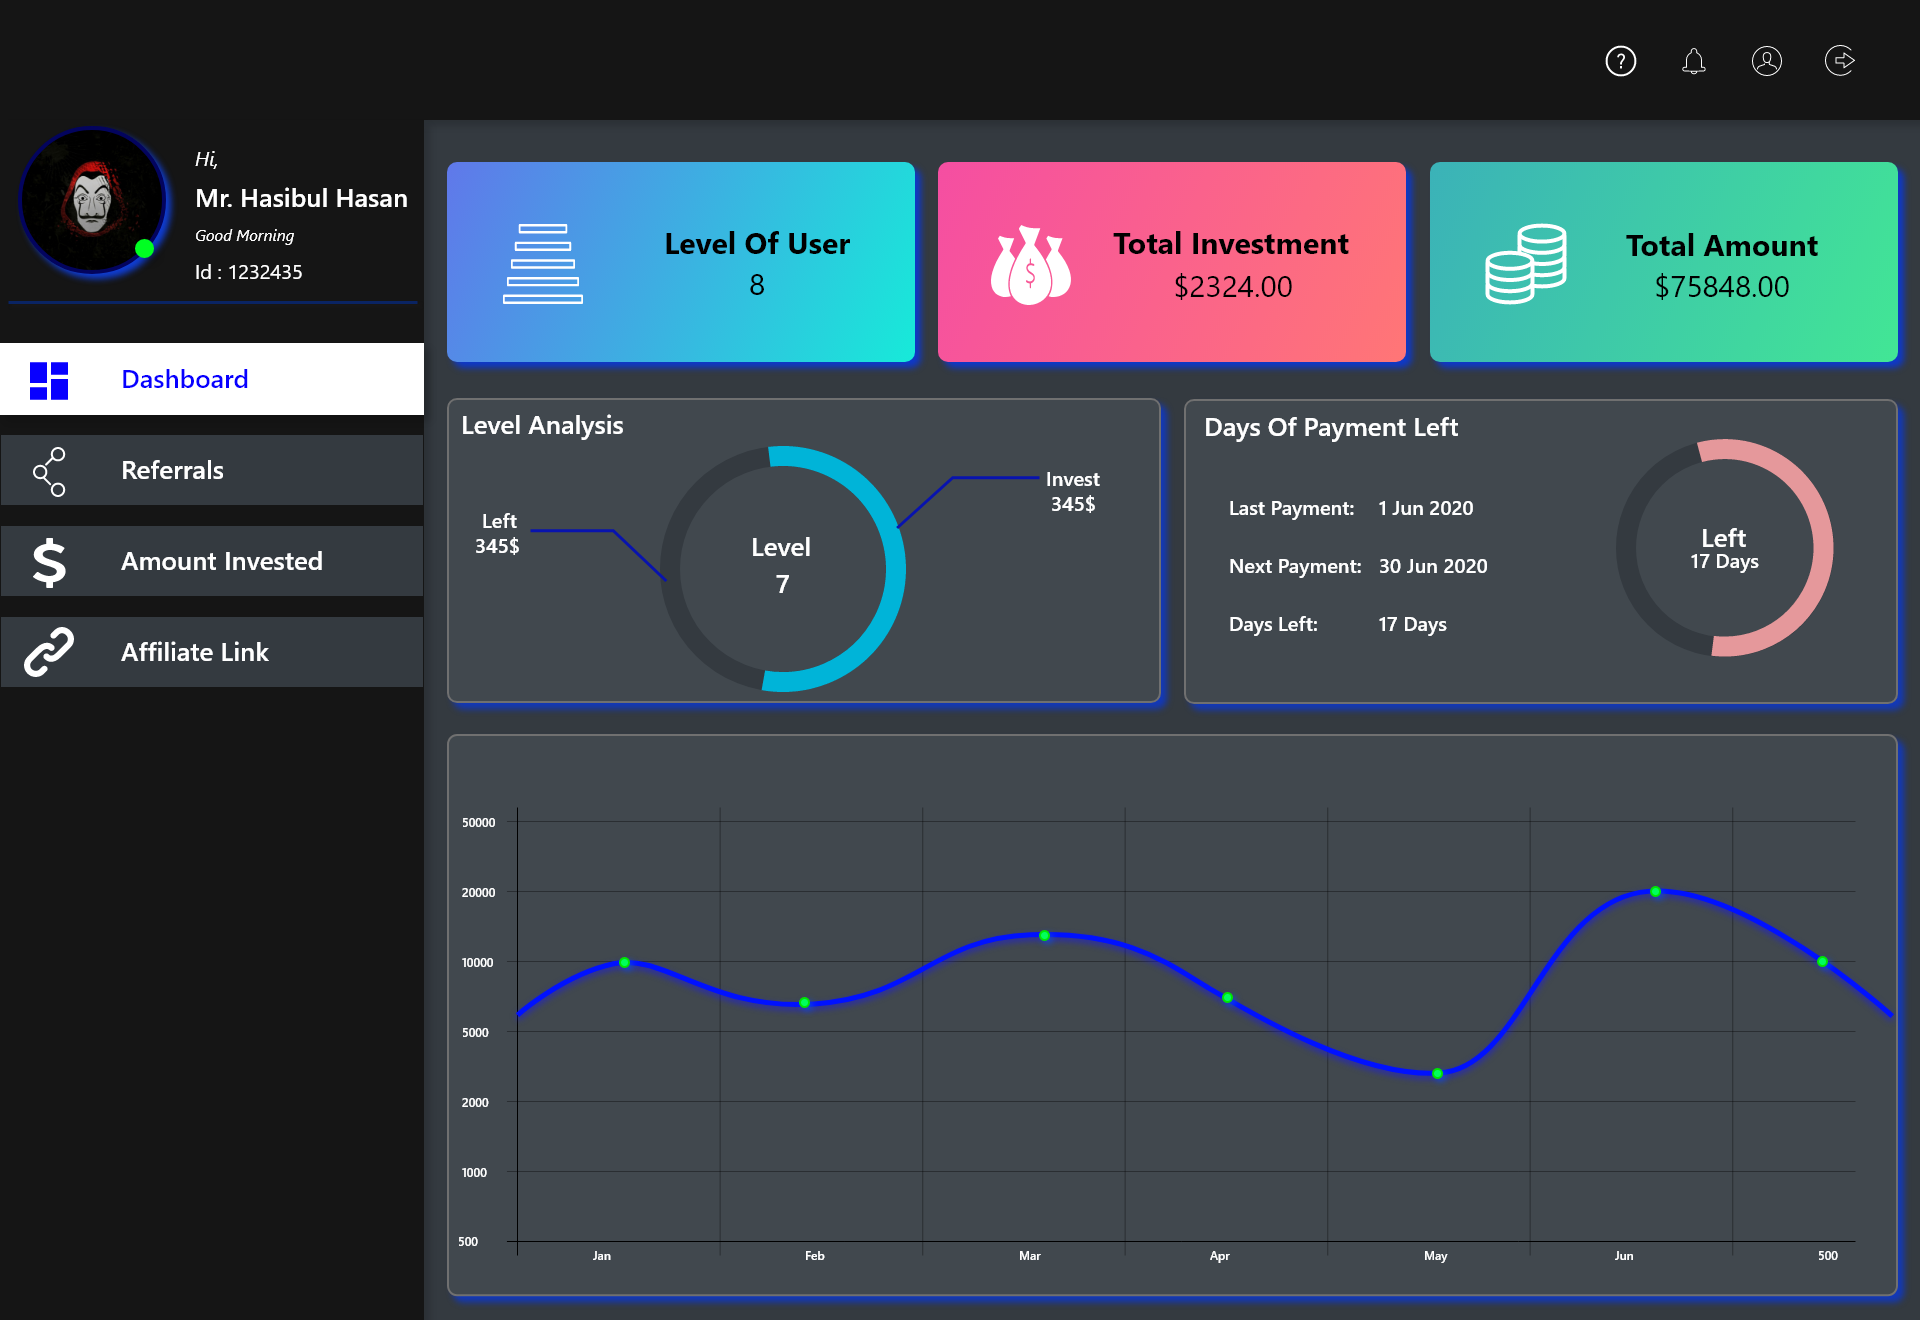 ?
Hi,
Mr. Hasibul Hasan
Good Morning
Id : 1232435
Dashboard
Referrals
Amount Invested
Affiliate Link
Level Of User
8
$
Total Investment
$2324.00
Total Amount
$75848.00
Level Analysis
Left
345$
Level
7
Invest
345$
Days Of Payment Left
Last Payment: 1 Jun 2020
Next Payment: 30 Jun 2020
Days Left: 17 Days
Left
17 Days
50000
20000
10000
5000
2000
1000
500
Jan Feb Mar Apr May Jun 500